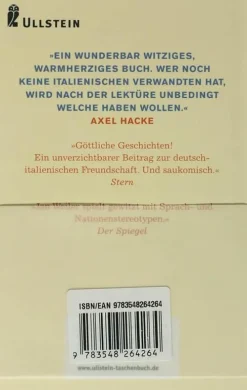 ULLSTEIN
»EIN WUNDERBAR WITZIGES,
WARMHERZIGES BUCH. WER NOCH
KEINE ITALIENISCHEN VERWANDTEN HAT,
WIRD NACH DER LEKTÜRE UNBEDINGT
WELCHE HABEN WOLLEN.«
AXEL HACKE
»Göttliche Geschichten!
Ein unverzichtbarer Beitrag zur deutsch-
italienischen Freundschaft. Und saukomisch.«
Stern
»Jan Weiler spielt gewitzt mit Sprach- und
Nationenstereotypen.«
Der Spiegel
ISBN/EAN 9783548264264
9 783548 264264
www.ullstein-taschenbuch.de